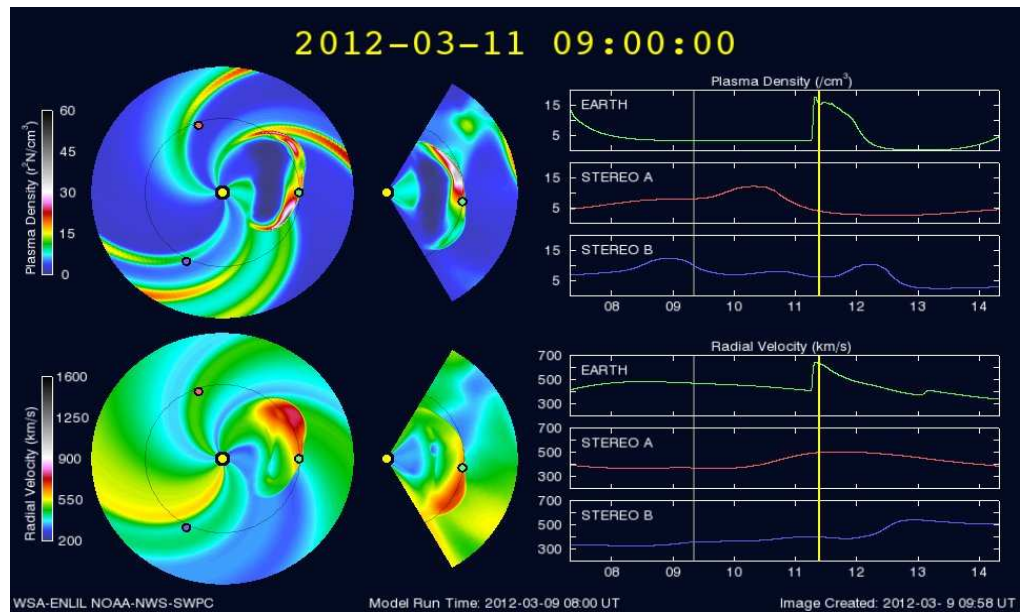 2012-03-11 09:00:00
Plasma Density (r²N/cm³)
60
45
30
15
0
Plasma Density (/cm³)
EARTH
15
5
STEREO A
15
5
STEREO B
15
5
08 09 10 11 12 13 14
Radial Velocity (km/s)
1600
1250
900
550
200
Radial Velocity (km/s)
700
EARTH
500
300
700
STEREO A
500
300
700
STEREO B
500
300
08 09 10 11 12 13 14
WSA-ENLIL NOAA-NWS-SWPC Model Run Time: 2012-03-09 08:00 UT Image Created: 2012-03- 9 09:58 UT